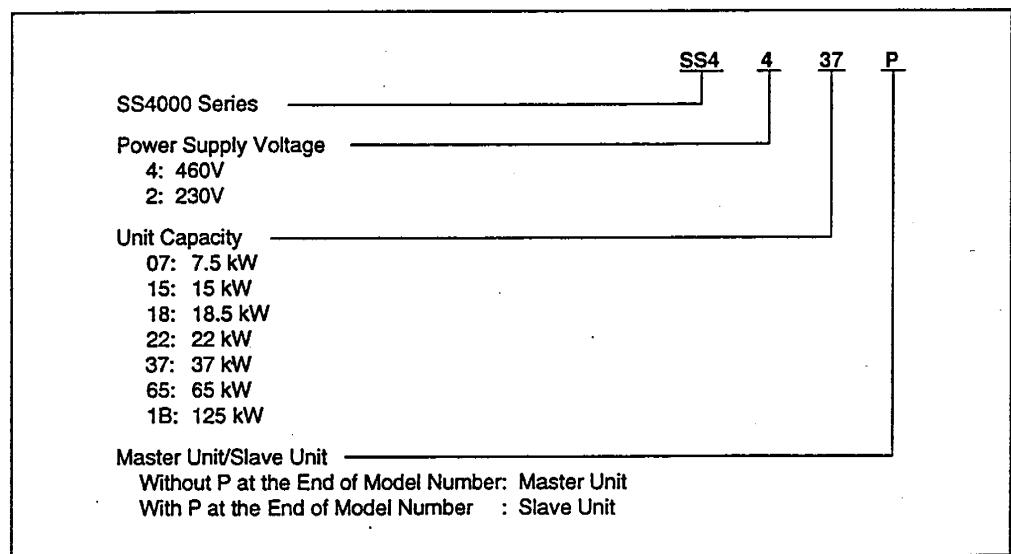 SS4 4 37 P
SS4000 Series
Power Supply Voltage
4: 460V
2: 230V
Unit Capacity
07: 7.5 kW
15: 15 kW
18: 18.5 kW
22: 22 kW
37: 37 kW
65: 65 kW
1B: 125 kW
Master Unit/Slave Unit
Without P at the End of Model Number: Master Unit
With P at the End of Model Number : Slave Unit